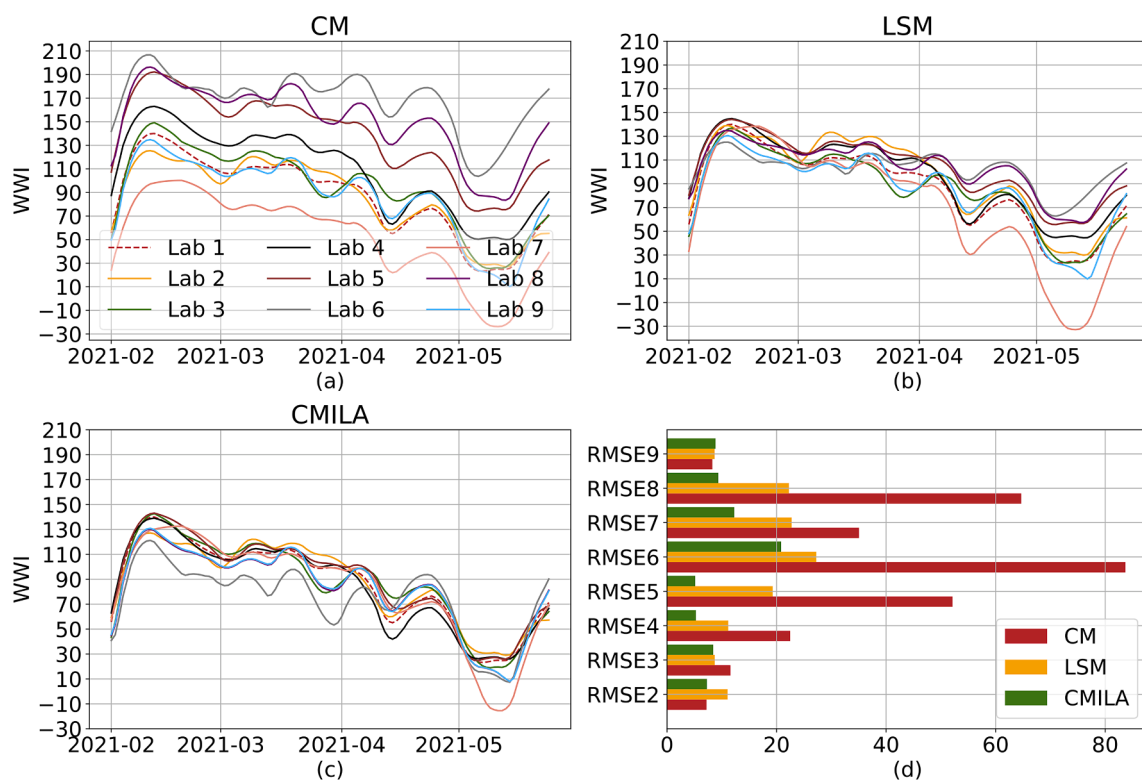 CM
WWI
210
190
170
150
130
110
90
70
50
30
10
−10
−30
2021-02 2021-03 2021-04 2021-05
Lab 1 Lab 4 Lab 7
Lab 2 Lab 5 Lab 8
Lab 3 Lab 6 Lab 9
(a)
LSM
WWI
210
190
170
150
130
110
90
70
50
30
10
−10
−30
2021-02 2021-03 2021-04 2021-05
(b)
CMILA
WWI
210
190
170
150
130
110
90
70
50
30
10
−10
−30
2021-02 2021-03 2021-04 2021-05
(c)
RMSE9
RMSE8
RMSE7
RMSE6
RMSE5
RMSE4
RMSE3
RMSE2
CM
LSM
CMILA
0 20 40 60 80
(d)